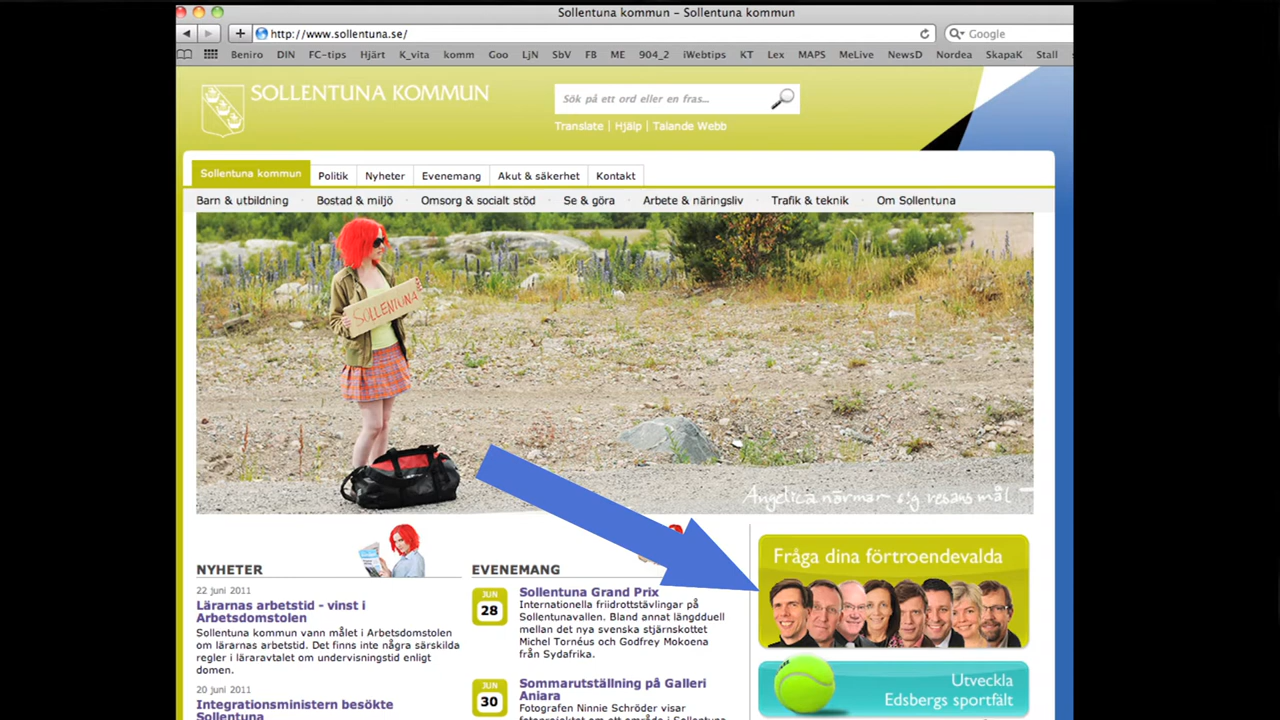 Sollentuna kommun – Sollentuna kommun
http://www.sollentuna.se/
Google
Beniro DIN FC-tips Hjärt K_vita komm Goo LjN SbV FB ME 904_2 iWebtips KT Lex MAPS MeLive NewsD Nordea SkapaK Stall
SOLLENTUNA KOMMUN
Sök på ett ord eller en fras...
Translate | Hjälp | Talande Webb
Sollentuna kommun Politik Nyheter Evenemang Akut & säkerhet Kontakt
Barn & utbildning Bostad & miljö Omsorg & socialt stöd Se & göra Arbete & näringsliv Trafik & teknik Om Sollentuna
SOLLENTUNA
Angelica närmar sig resans mål
NYHETER
22 juni 2011
Lärarnas arbetstid - vinst i
Arbetsdomstolen
Sollentuna kommun vann målet i Arbetsdomstolen
om lärarnas arbetstid. Det finns inte några särskilda
regler i läraravtalet om undervisningstid enligt
domen.
20 juni 2011
Integrationsministern besökte
Sollentuna
EVENEMANG
JUN
28
Sollentuna Grand Prix
Internationella friidrottstävlingar på
Sollentunavallen. Bland annat längdduell
mellan det nya svenska stjärnskottet
Michel Tornéus och Godfrey Mokoena
från Sydafrika.
JUN
30
Sommarutställning på Galleri
Aniara
Fotografen Ninnie Schröder visar
fotoprojektet om ett område i Sollentuna
Fråga dina förtroendevalda
Utveckla
Edsbergs sportfält